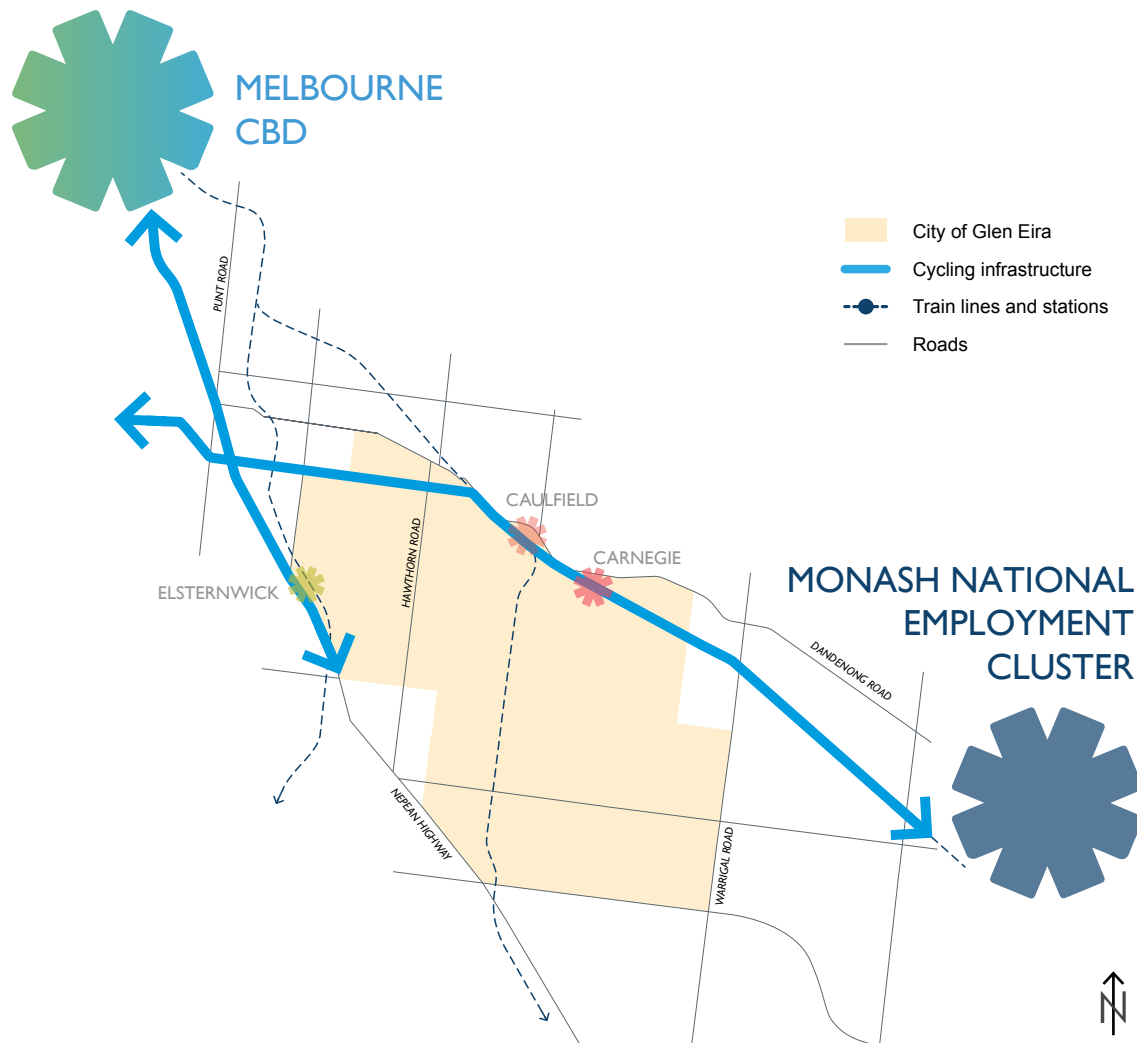 MELBOURNE
CBD
City of Glen Eira
Cycling infrastructure
Train lines and stations
Roads
PUNT ROAD
CAULFIELD
HAWTHORN ROAD
CARNEGIE
ELSTERNWICK
MONASH NATIONAL
EMPLOYMENT
CLUSTER
DANDENONG ROAD
NEPEAN HIGHWAY
WARRIGAL ROAD
N